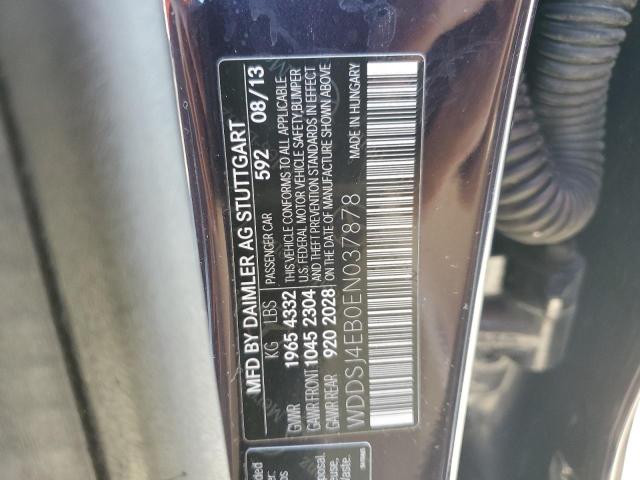 MFD BY DAIMLER AG STUTTGART
592 08/13
KG LBS PASSENGER CAR
GVWR 1965 4332 THIS VEHICLE CONFORMS TO ALL APPLICABLE
U.S. FEDERAL MOTOR VEHICLE SAFETY, BUMPER
GAWR FRONT 1045 2304 AND THEFT PREVENTION STANDARDS IN EFFECT
GAWR REAR 920 2028 ON THE DATE OF MANUFACTURE SHOWN ABOVE
MADE IN HUNGARY
WDDSJ4EB0EN037878